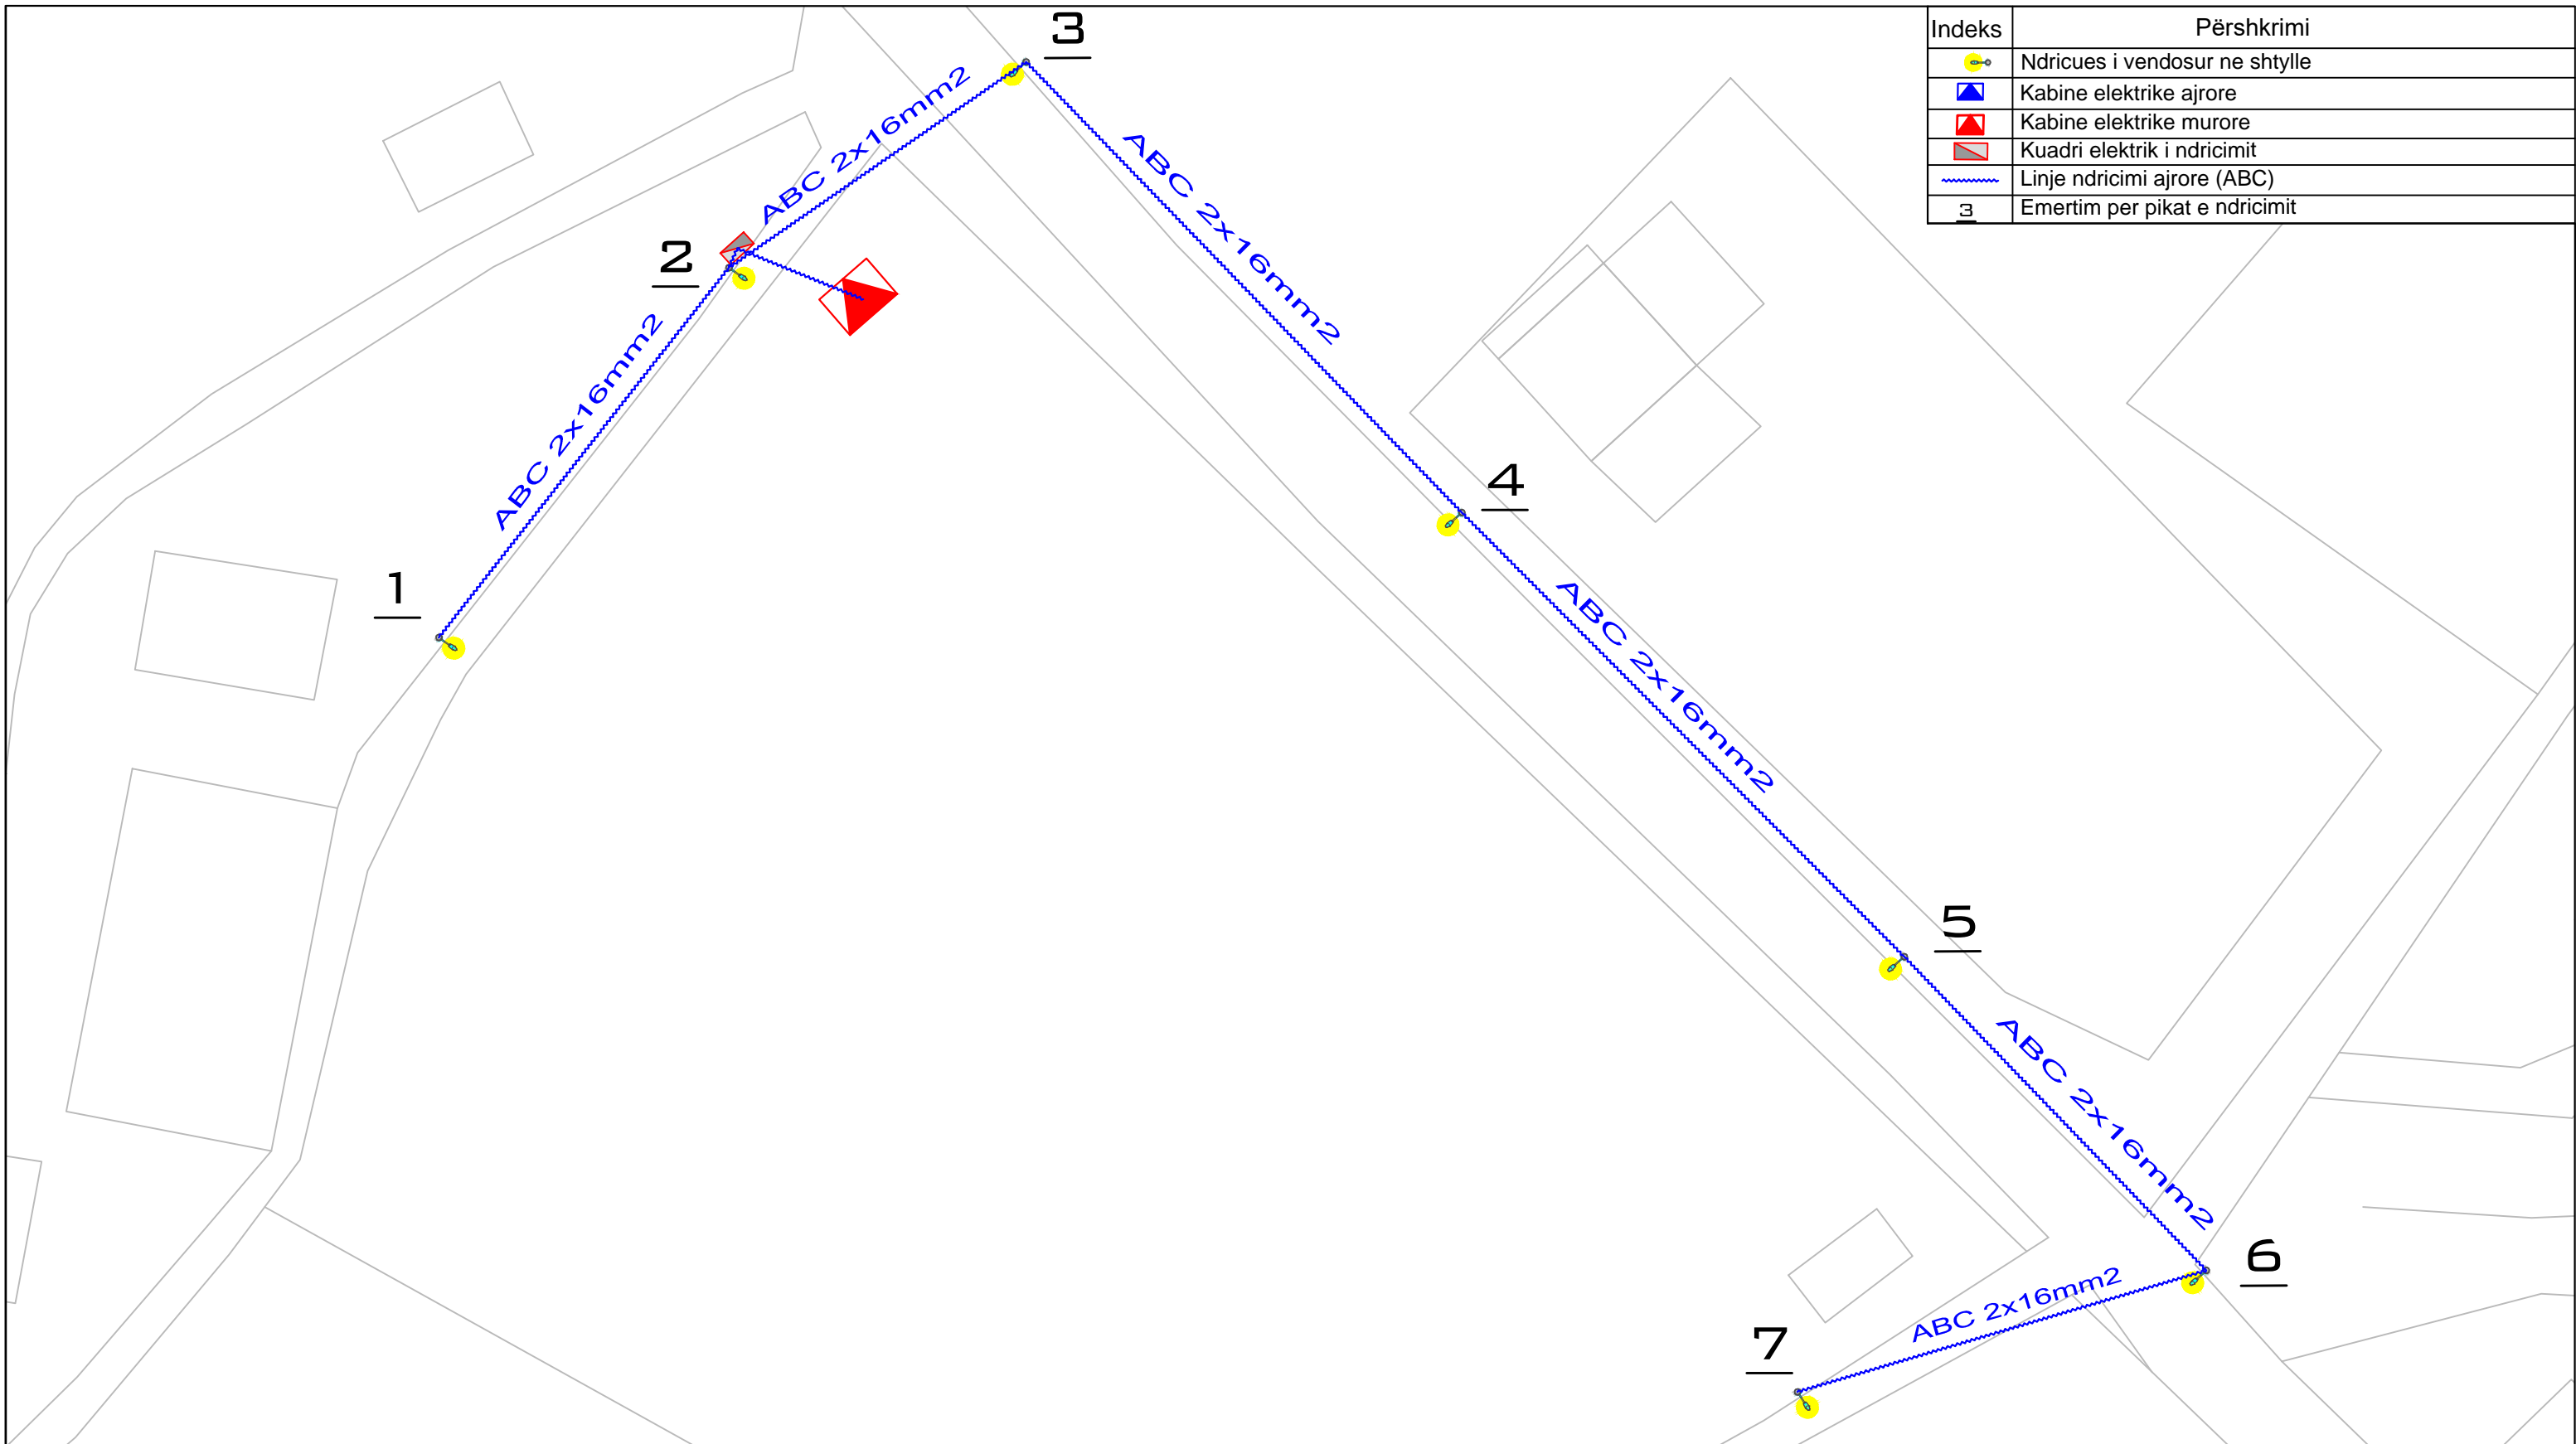 Indeks Përshkrimi
Ndricues i vendosur ne shtylle
Kabine elektrike ajrore
Kabine elektrike murore
Kuadri elektrik i ndricimit
Linje ndricimi ajrore (ABC)
3 Emertim per pikat e ndricimit
3
ABC 2x16mm2
ABC 2x16mm2
2
ABC 2x16mm2
4
1
ABC 2x16mm2
5
ABC 2x16mm2
6
ABC 2x16mm2
7